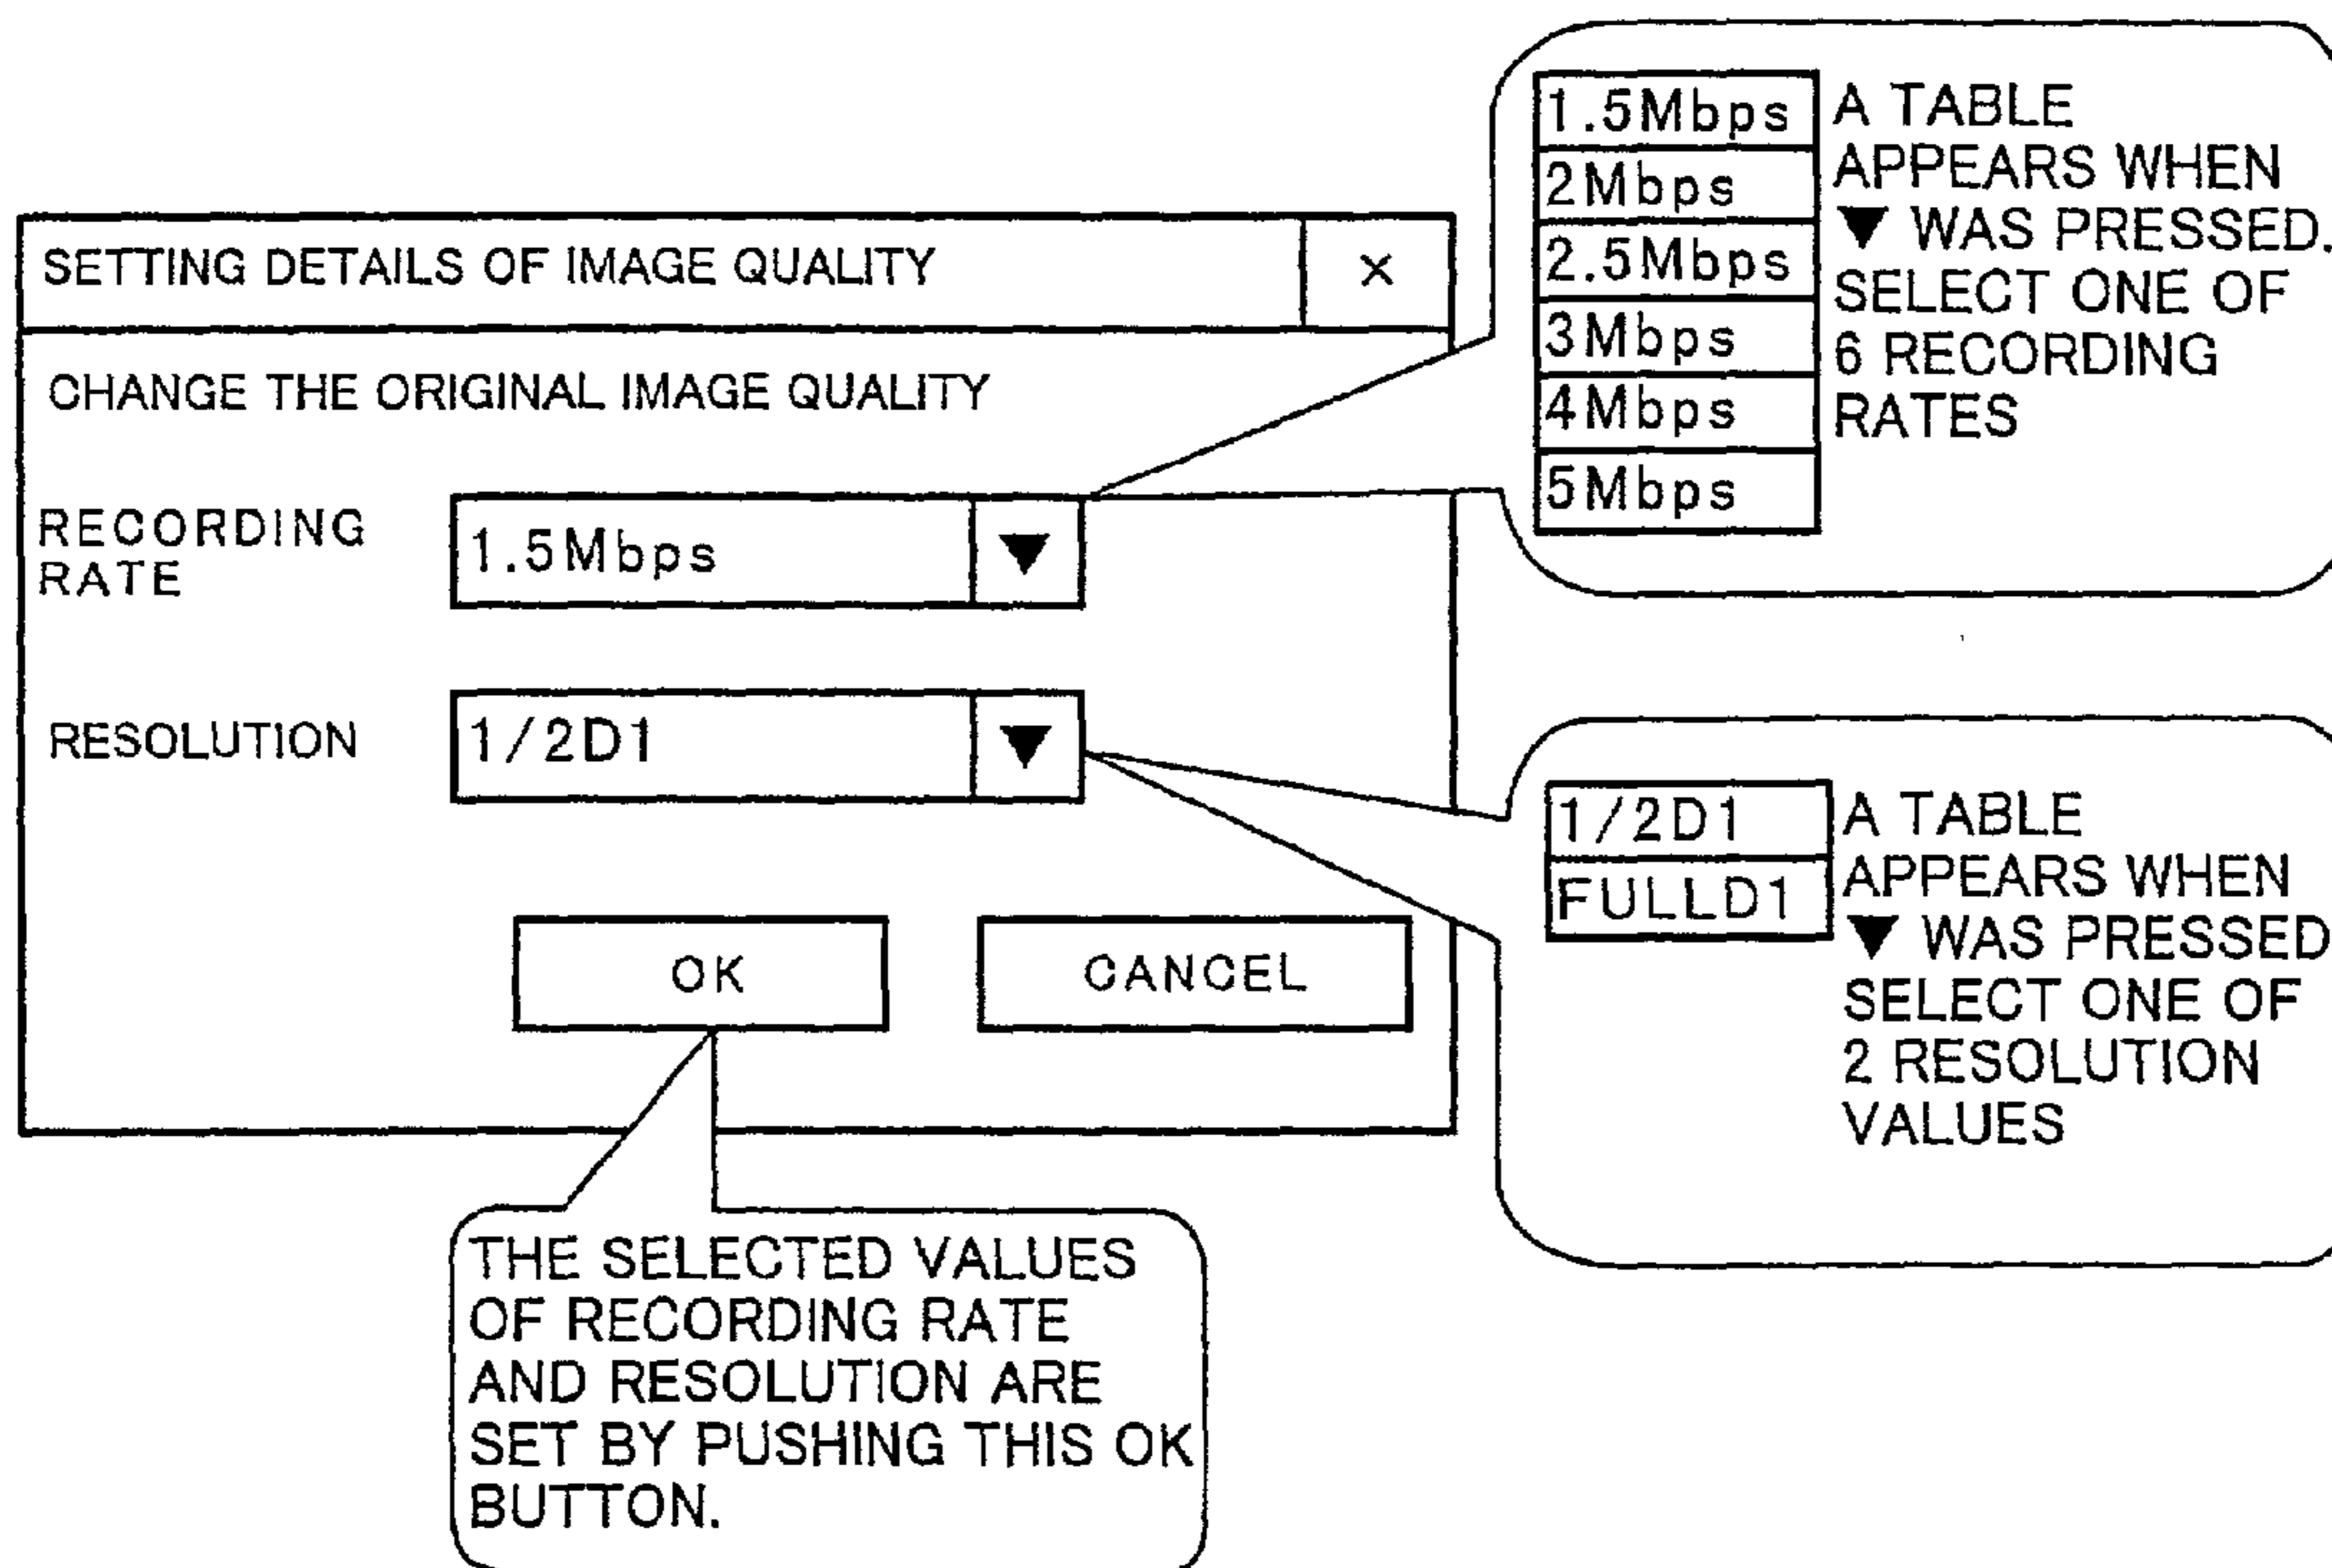 SETTING DETAILS OF IMAGE QUALITY
×
CHANGE THE ORIGINAL IMAGE QUALITY
RECORDING
RATE
1.5Mbps
▼
RESOLUTION
1/2D1
▼
OK
CANCEL
1.5Mbps
2Mbps
2.5Mbps
3Mbps
4Mbps
5Mbps
A TABLE
APPEARS WHEN
▼ WAS PRESSED.
SELECT ONE OF
6 RECORDING
RATES
1/2D1
FULLD1
A TABLE
APPEARS WHEN
▼ WAS PRESSED
SELECT ONE OF
2 RESOLUTION
VALUES
THE SELECTED VALUES
OF RECORDING RATE
AND RESOLUTION ARE
SET BY PUSHING THIS OK
BUTTON.